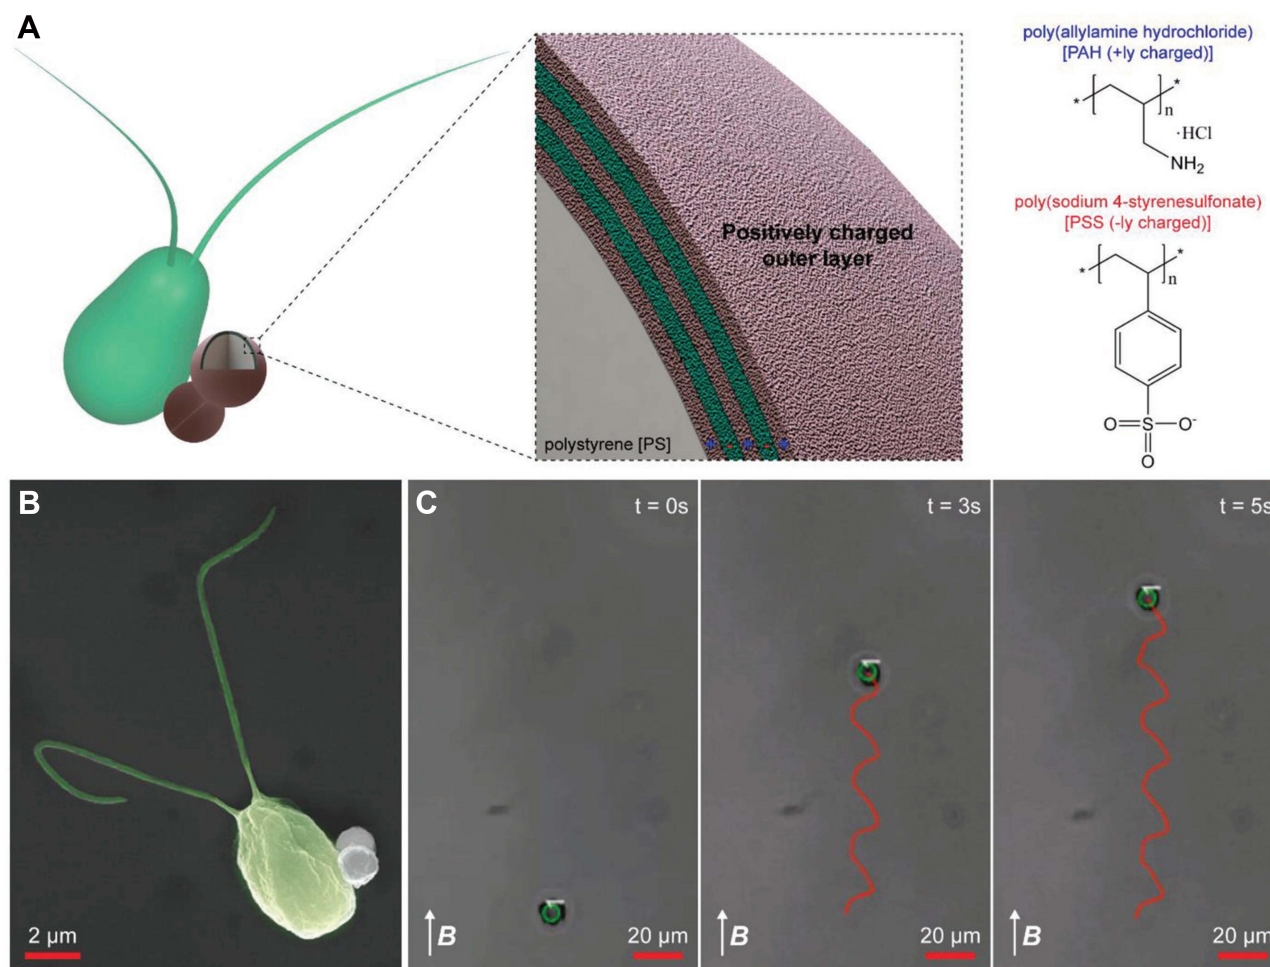 A
poly(allylamine hydrochloride)
[PAH (+ly charged)]
* [ ]n *
·HCl
NH2
Positively charged
outer layer
poly(sodium 4-styrenesulfonate)
[PSS (-ly charged)]
* [ ]n *
O=S–O-
O
polystyrene [PS]
+ - + - +
B
2 µm
C
t = 0s
B
20 µm
t = 3s
B
20 µm
t = 5s
B
20 µm